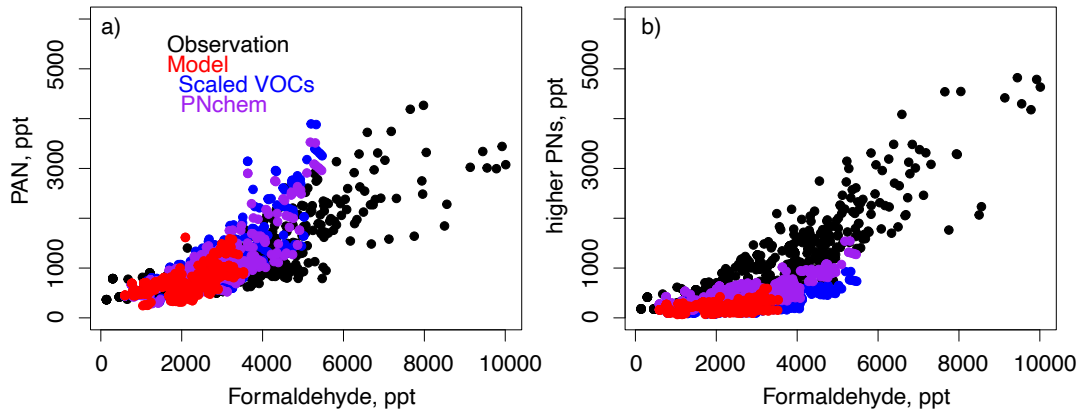 a)
Observation
Model
Scaled VOCs
PNchem
PAN, ppt
0 1000 3000 5000
0 2000 4000 6000 8000 10000
Formaldehyde, ppt
b)
higher PNs, ppt
0 1000 3000 5000
0 2000 4000 6000 8000 10000
Formaldehyde, ppt